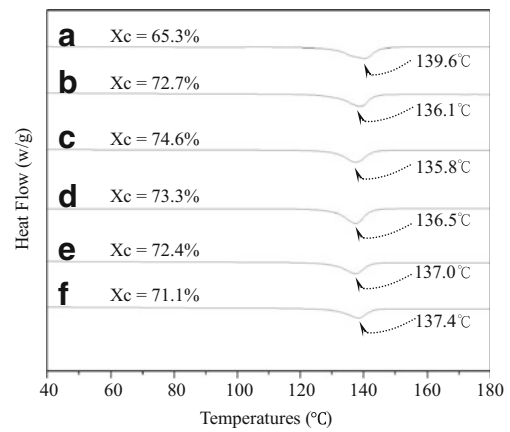 a Xc = 65.3%
139.6℃
b Xc = 72.7%
136.1℃
c Xc = 74.6%
135.8℃
d Xc = 73.3%
136.5℃
e Xc = 72.4%
137.0℃
f Xc = 71.1%
137.4℃
Heat Flow (w/g)
40 60 80 100 120 140 160 180
Temperatures (℃)